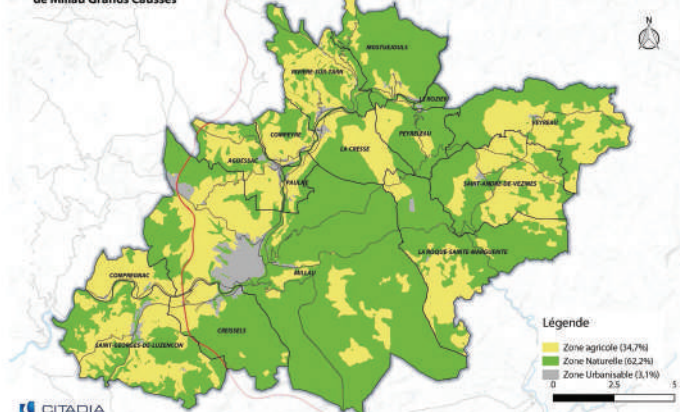 de Millau Grands Causses
N
MOSTUEJOULS
RIVIERE-SUR-TARN
LE ROZIER
VEYREAU
COMPEYRE
PEYRELEAU
LA CRESSE
AGUESSAC
PAULHE
SAINT-ANDRE-DE-VEZINES
LA ROQUE-SAINTE-MARGUERITE
COMPREGNAC
MILLAU
CREISSELS
SAINT-GEORGES-DE-LUZENCON
Légende
Zone agricole (34,7%)
Zone Naturelle (62,2%)
Zone Urbanisable (3,1%)
0 2.5 5
CITADIA